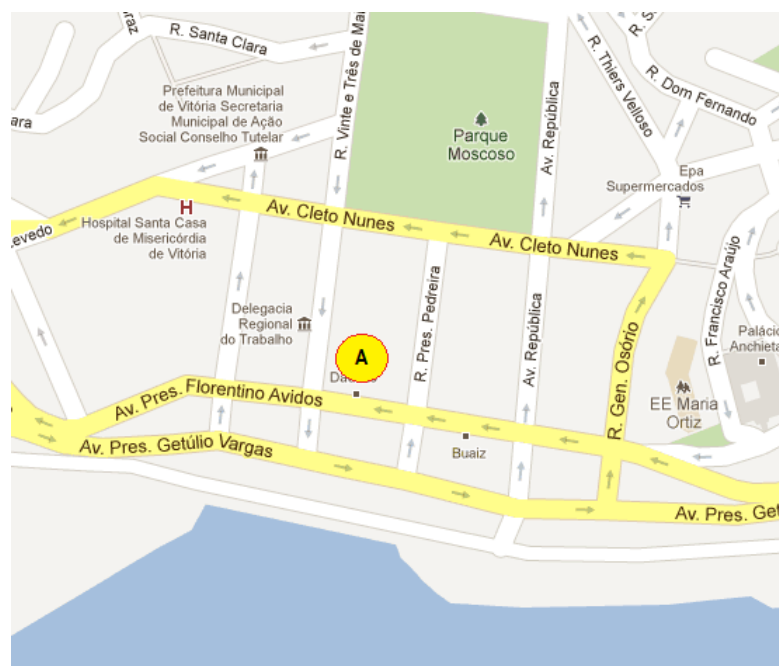 R. Santa Clara
Prefeitura Municipal
de Vitória Secretaria
Municipal de Ação
Social Conselho Tutelar
R. Vinte e Três de Mai
Parque
Moscoso
Av. República
R. Thiers Velloso
R. Dom Fernando
Epa
Supermercados
H
Hospital Santa Casa
de Misericórdia
de Vitória
Av. Cleto Nunes
Av. Cleto Nunes
R. Francisco Araújo
Delegacia
Regional
do Trabalho
R. Pres. Pedreira
Av. República
R. Gen. Osório
Palácio
Anchieta
A
EE Maria
Ortiz
Av. Pres. Florentino Avidos
Buaiz
Av. Pres. Getúlio Vargas
Av. Pres. Get